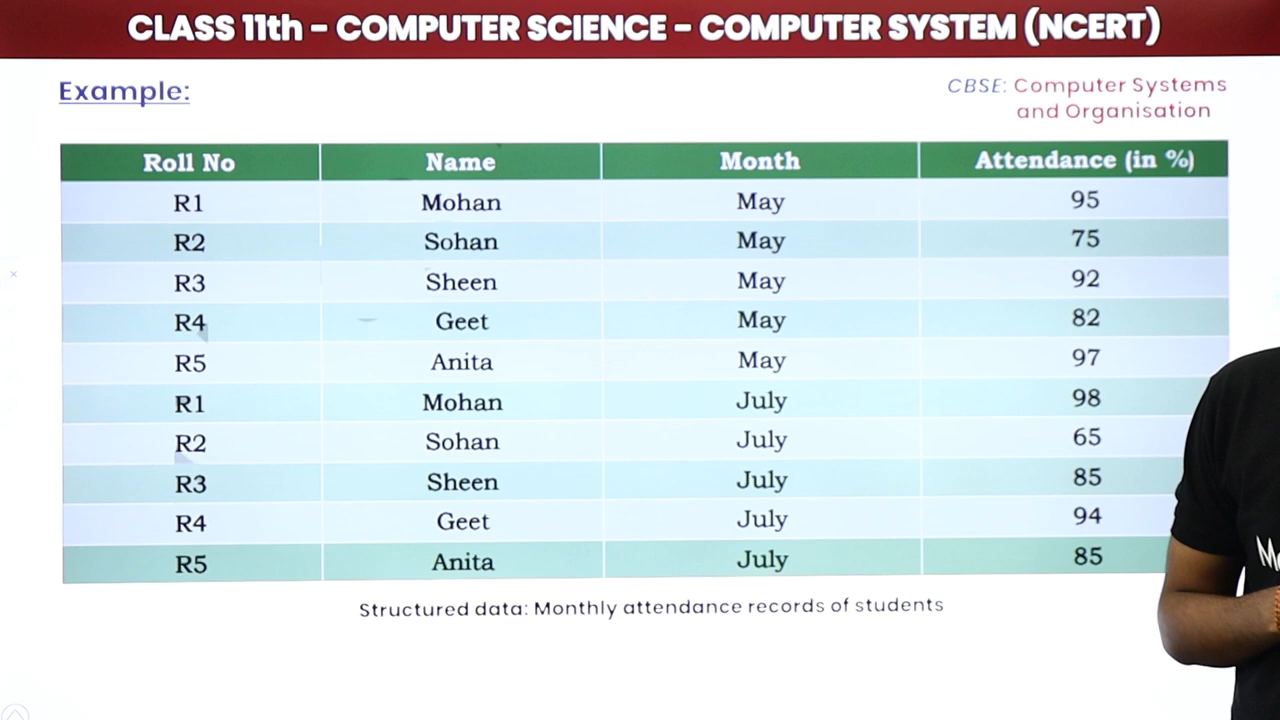 CLASS 11th - COMPUTER SCIENCE - COMPUTER SYSTEM (NCERT)
Example:
CBSE: Computer Systems
and Organisation
Roll No Name Month Attendance (in %)
R1 Mohan May 95
R2 Sohan May 75
R3 Sheen May 92
R4 Geet May 82
R5 Anita May 97
R1 Mohan July 98
R2 Sohan July 65
R3 Sheen July 85
R4 Geet July 94
R5 Anita July 85
Structured data: Monthly attendance records of students